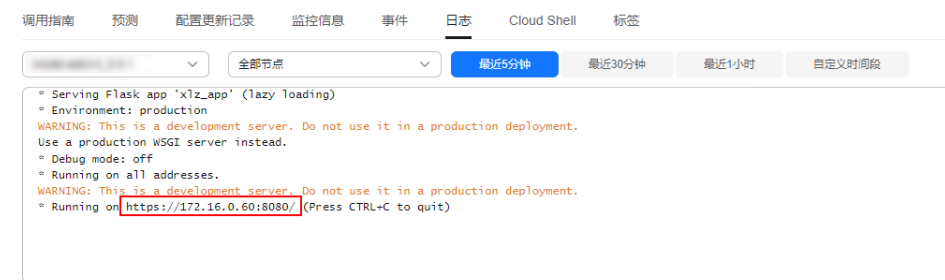 调用指南 预测 配置更新记录 监控信息 事件 日志 Cloud Shell 标签
全部节点 最近5分钟 最近30分钟 最近1小时 自定义时间段
* Serving Flask app 'xlz_app' (lazy loading)
* Environment: production
WARNING: This is a development server. Do not use it in a production deployment.
Use a production WSGI server instead.
* Debug mode: off
* Running on all addresses.
WARNING: This is a development server. Do not use it in a production deployment.
* Running on https://172.16.0.60:8080/ (Press CTRL+C to quit)